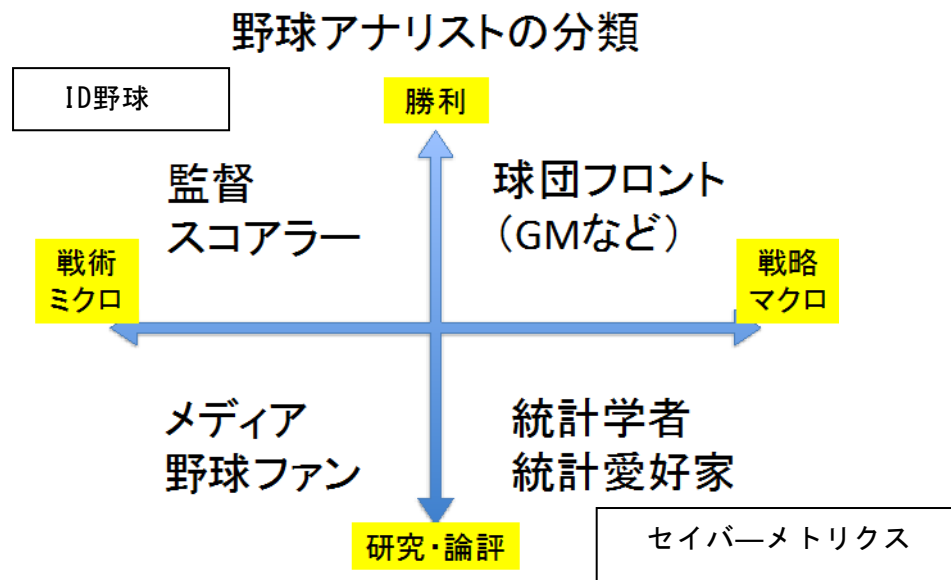 野球アナリストの分類
ID野球
勝利
監督
スコアラー
球団フロント
（GMなど）
戦術
ミクロ
戦略
マクロ
メディア
野球ファン
統計学者
統計愛好家
研究・論評
セイバ―メトリクス